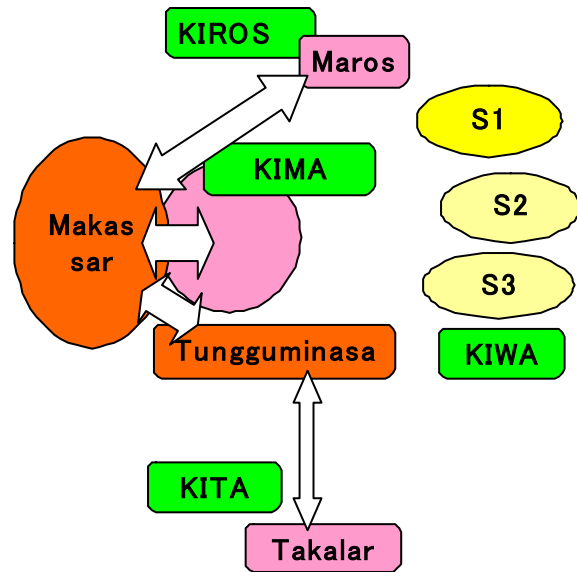 KIROS
Maros
S1
KIMA
S2
Makas
sar
S3
Tungguminasa
KIWA
KITA
Takalar